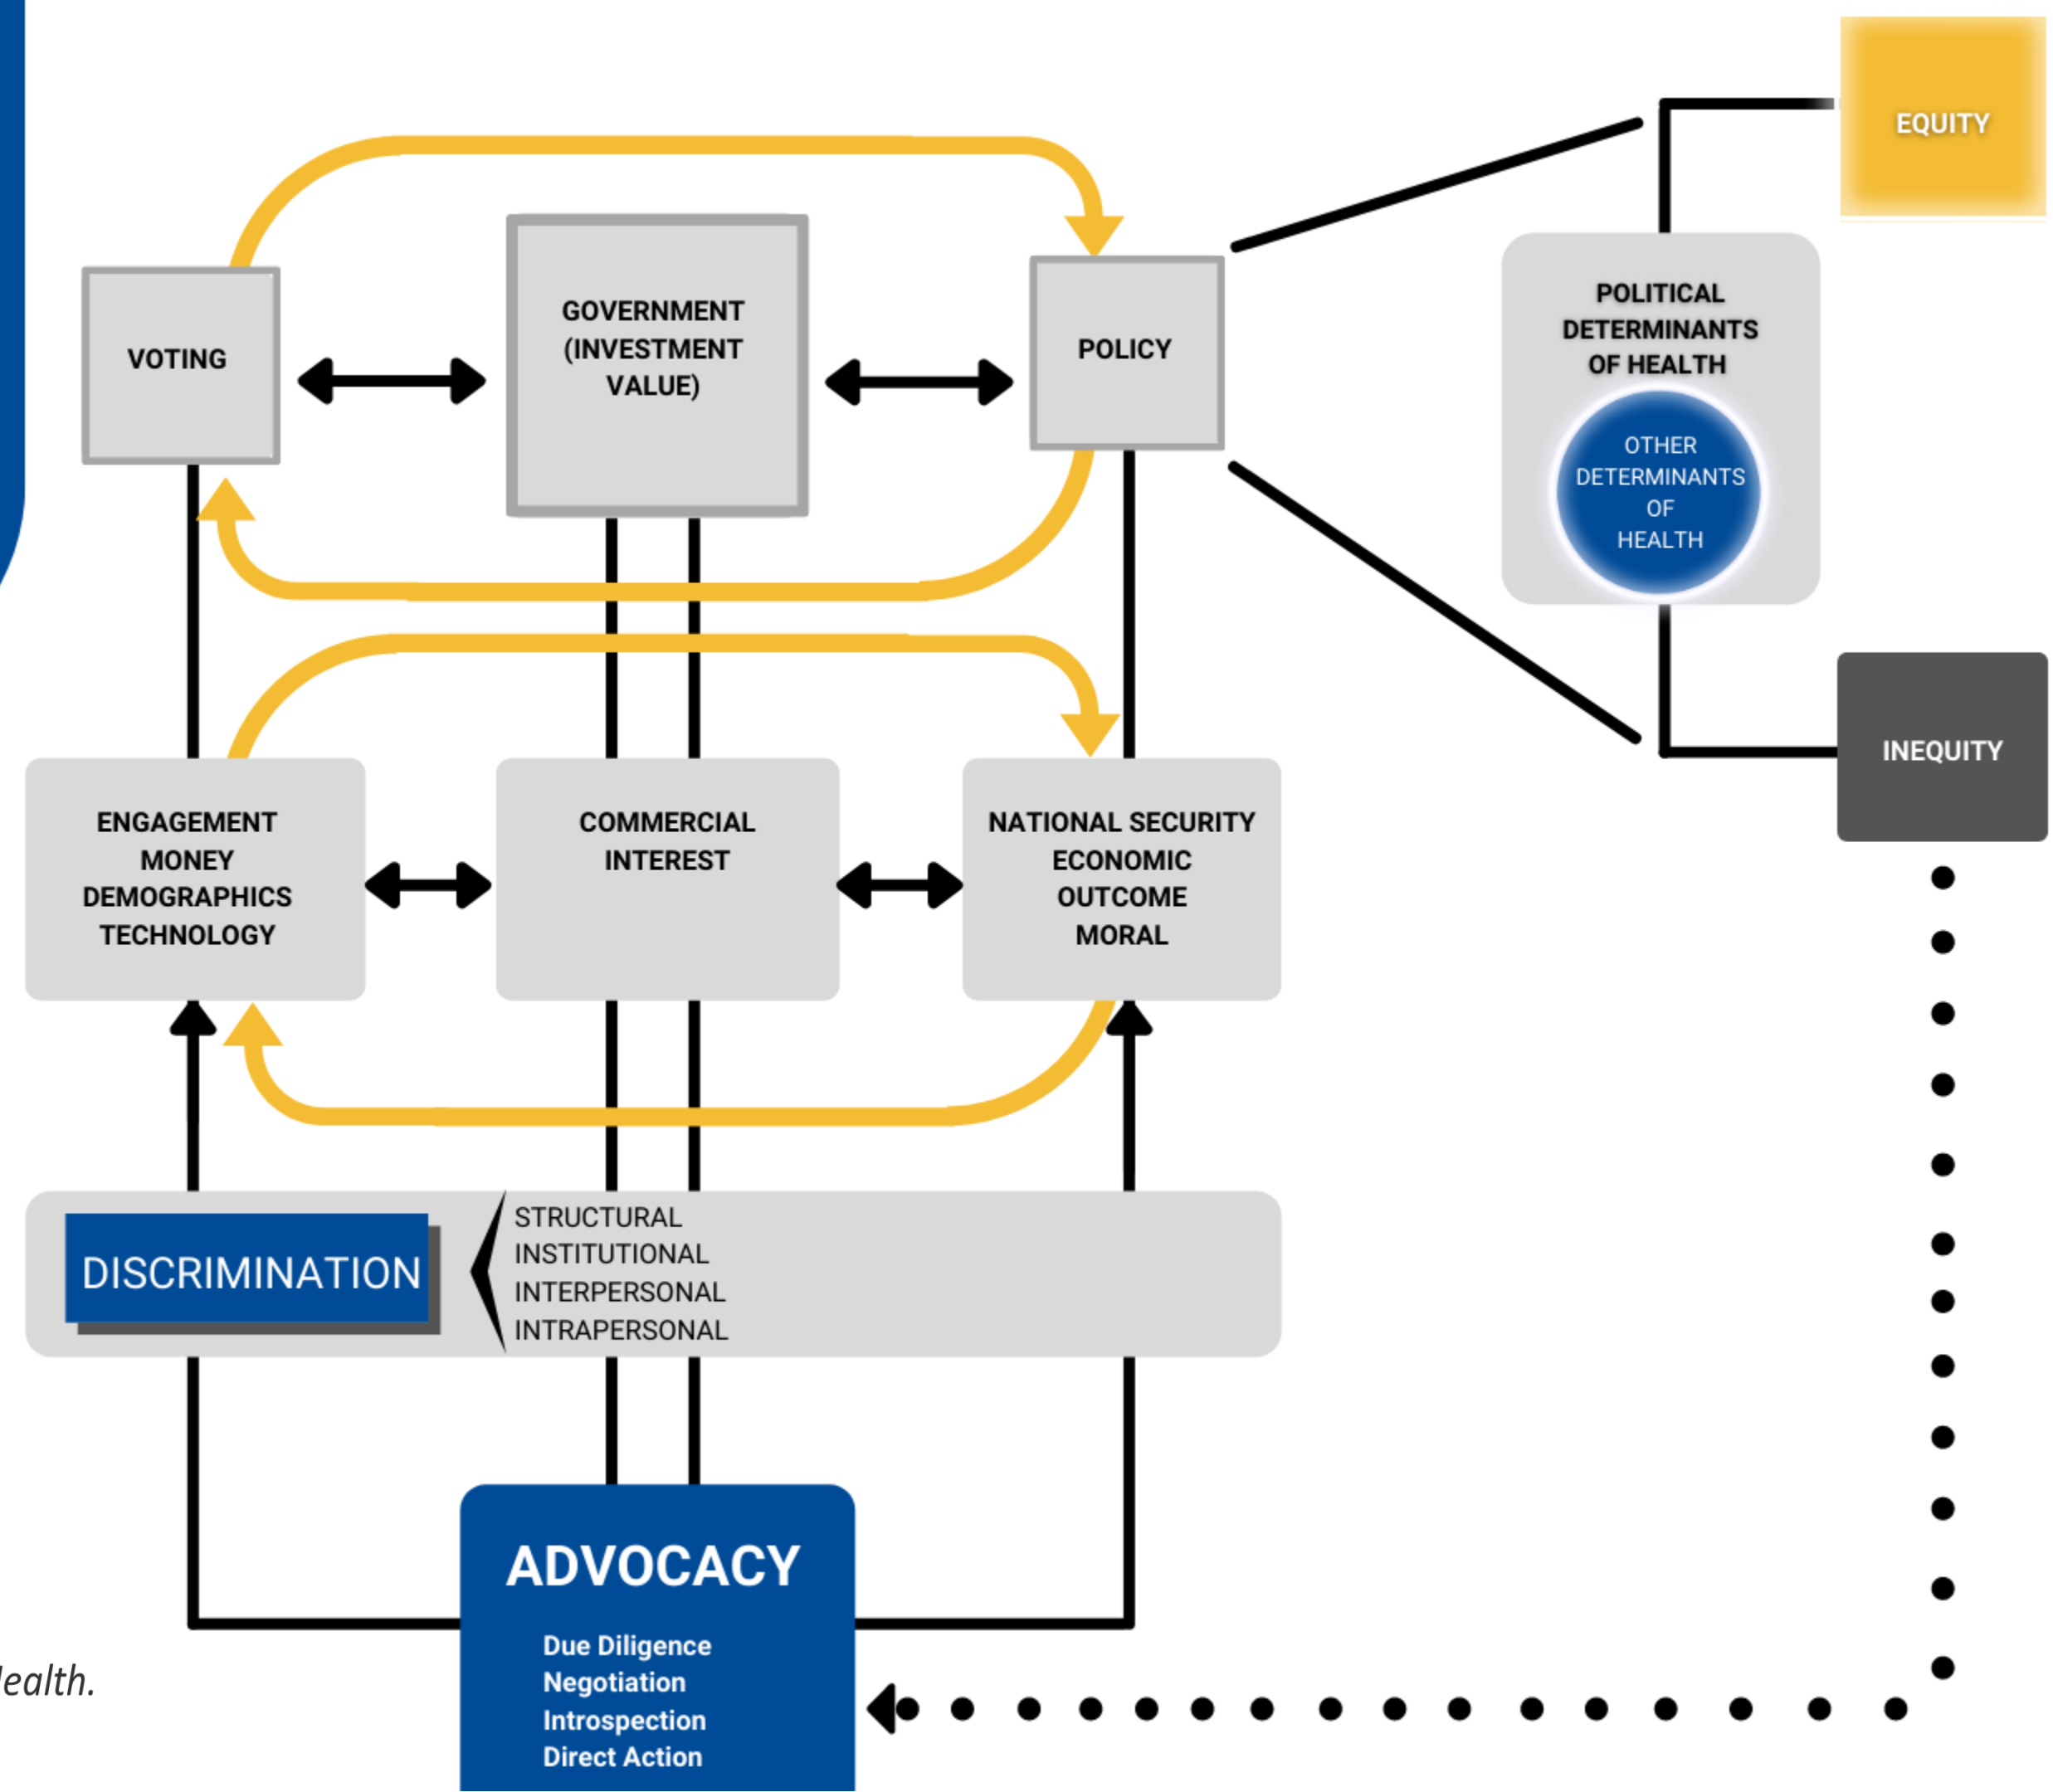 EQUITY
GOVERNMENT
(INVESTMENT
VALUE)
VOTING
POLICY
POLITICAL
DETERMINANTS
OF HEALTH
OTHER
DETERMINANTS
OF
HEALTH
INEQUITY
ENGAGEMENT
MONEY
DEMOGRAPHICS
TECHNOLOGY
COMMERCIAL
INTEREST
NATIONAL SECURITY
ECONOMIC
OUTCOME
MORAL
DISCRIMINATION
STRUCTURAL
INSTITUTIONAL
INTERPERSONAL
INTRAPERSONAL
ADVOCACY
Due Diligence
Negotiation
Introspection
Direct Action